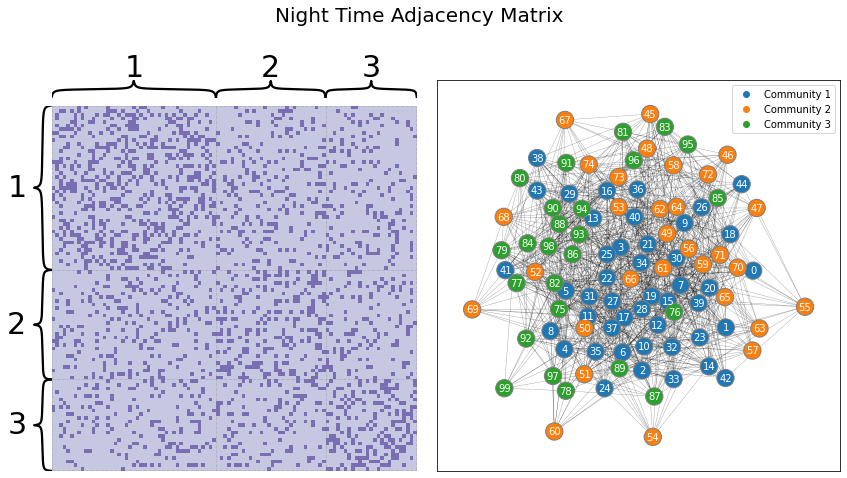 Night Time Adjacency Matrix
1 2 3
1
2
3
Community 1
Community 2
Community 3
67 45
81 83
95
38 91 74 48 96 58 46
80 73 72 44
43 29 16 36 85
90 94 53 40 62 64 26 47
68 88 13 9
93 49 18
79 84 98 86 25 3 21 56
34 30 59 71
41 52 22 66 61 70 0
77 82 5 7 20
31 27 19 15 39 65
69 75 11 17 28 76 55
92 8 50 37 12 1 63
4 35 6 10 32 23 57
97 51 89 2 33 14 42
99 78 24 87
60 54